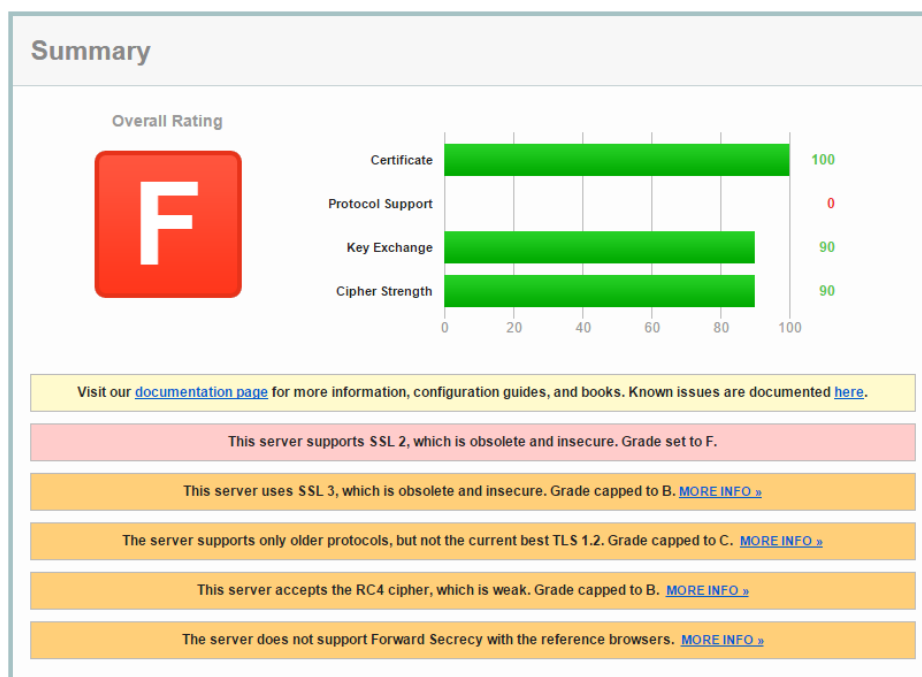 Summary
Overall Rating
F
Certificate
100
Protocol Support
0
Key Exchange
90
Cipher Strength
90
0 20 40 60 80 100
Visit our documentation page for more information, configuration guides, and books. Known issues are documented here.
This server supports SSL 2, which is obsolete and insecure. Grade set to F.
This server uses SSL 3, which is obsolete and insecure. Grade capped to B. MORE INFO »
The server supports only older protocols, but not the current best TLS 1.2. Grade capped to C. MORE INFO »
This server accepts the RC4 cipher, which is weak. Grade capped to B. MORE INFO »
The server does not support Forward Secrecy with the reference browsers. MORE INFO »